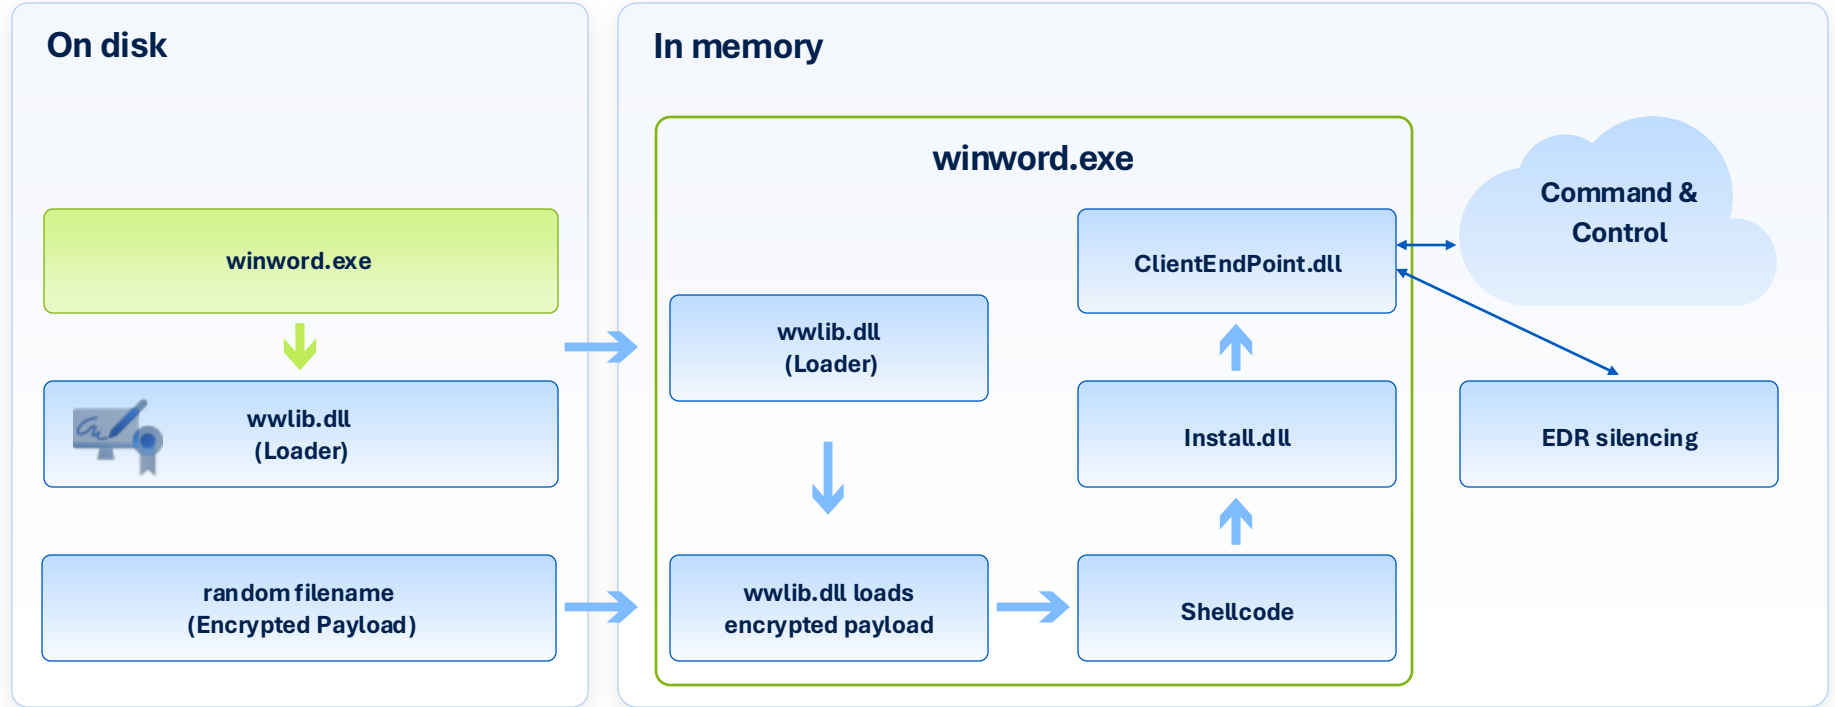 On disk
winword.exe
wwlib.dll
(Loader)
random filename
(Encrypted Payload)
In memory
winword.exe
wwlib.dll
(Loader)
wwlib.dll loads
encrypted payload
Shellcode
Install.dll
ClientEndPoint.dll
Command &
Control
EDR silencing